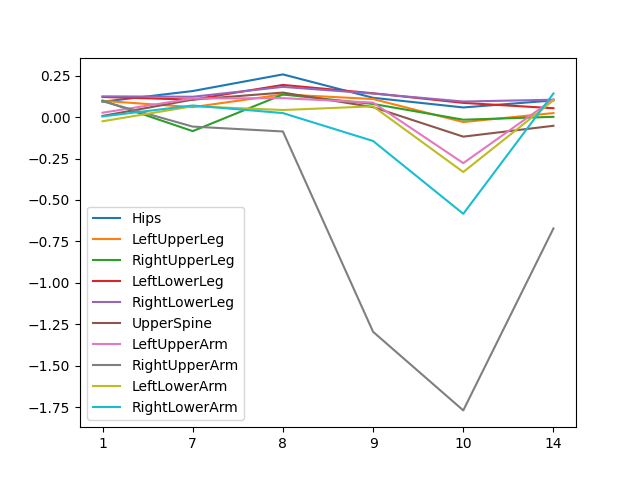 0.25
0.00
−0.25
−0.50
−0.75
−1.00
−1.25
−1.50
−1.75
Hips
LeftUpperLeg
RightUpperLeg
LeftLowerLeg
RightLowerLeg
UpperSpine
LeftUpperArm
RightUpperArm
LeftLowerArm
RightLowerArm
1 7 8 9 10 14